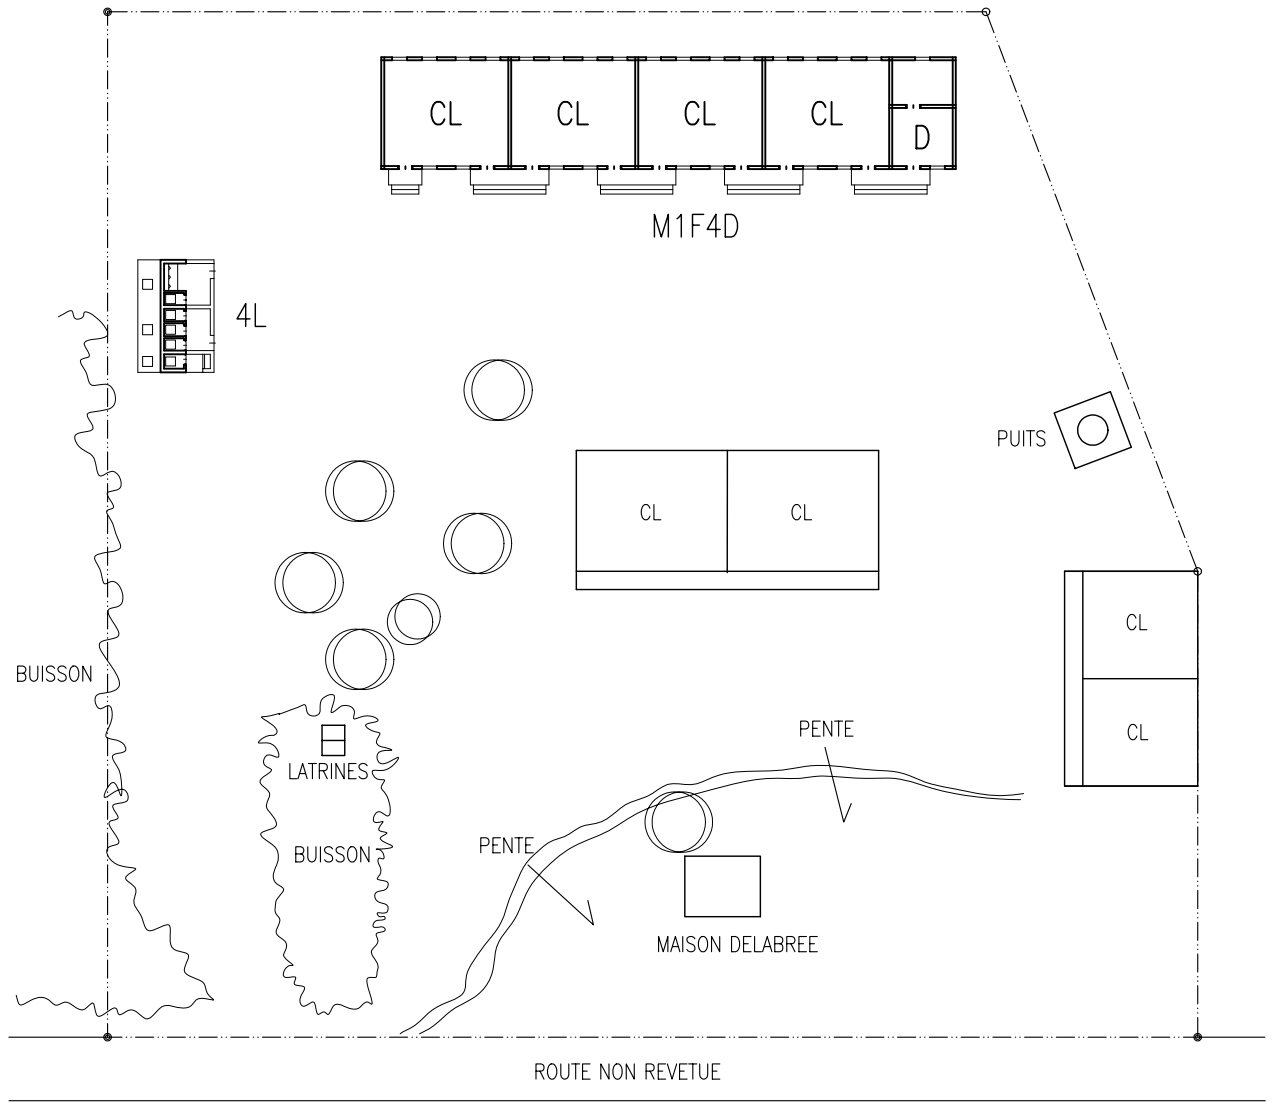 CL
CL
CL
CL
D
M1F4D
4L
PUITS
CL
CL
CL
BUISSON
CL
PENTE
LATRINES
PENTE
BUISSON
MAISON DELABREE
ROUTE NON REVETUE